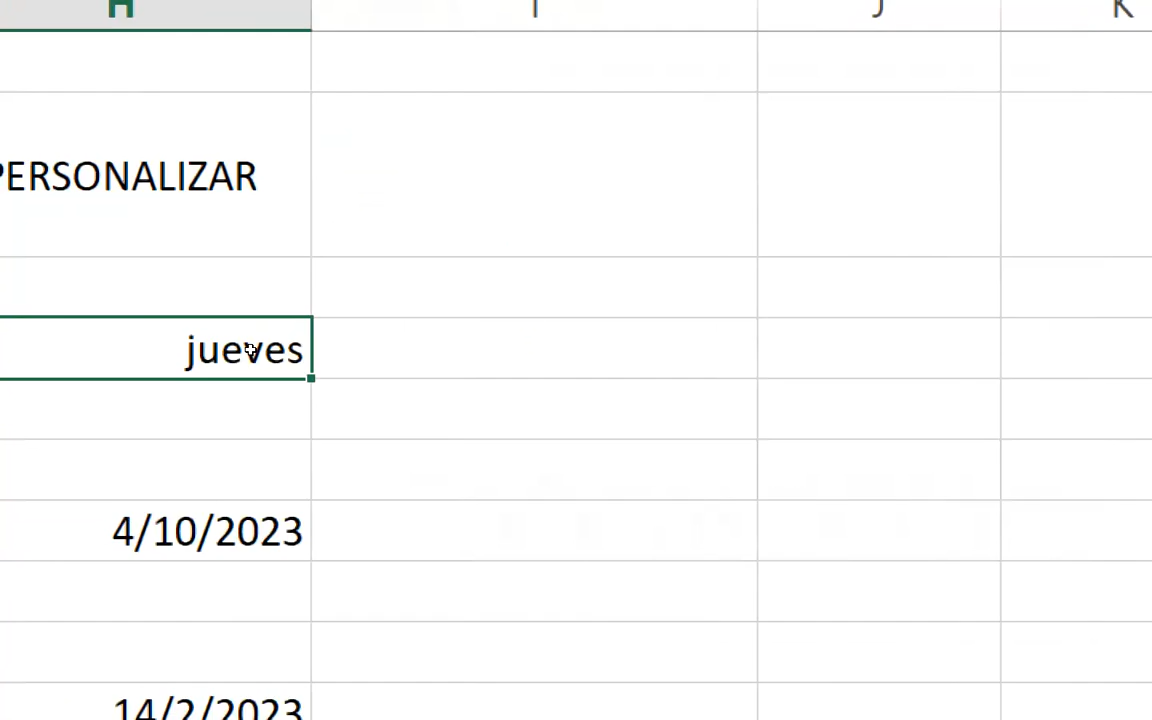 H I J K
PERSONALIZAR
jueves
4/10/2023
14/2/2023